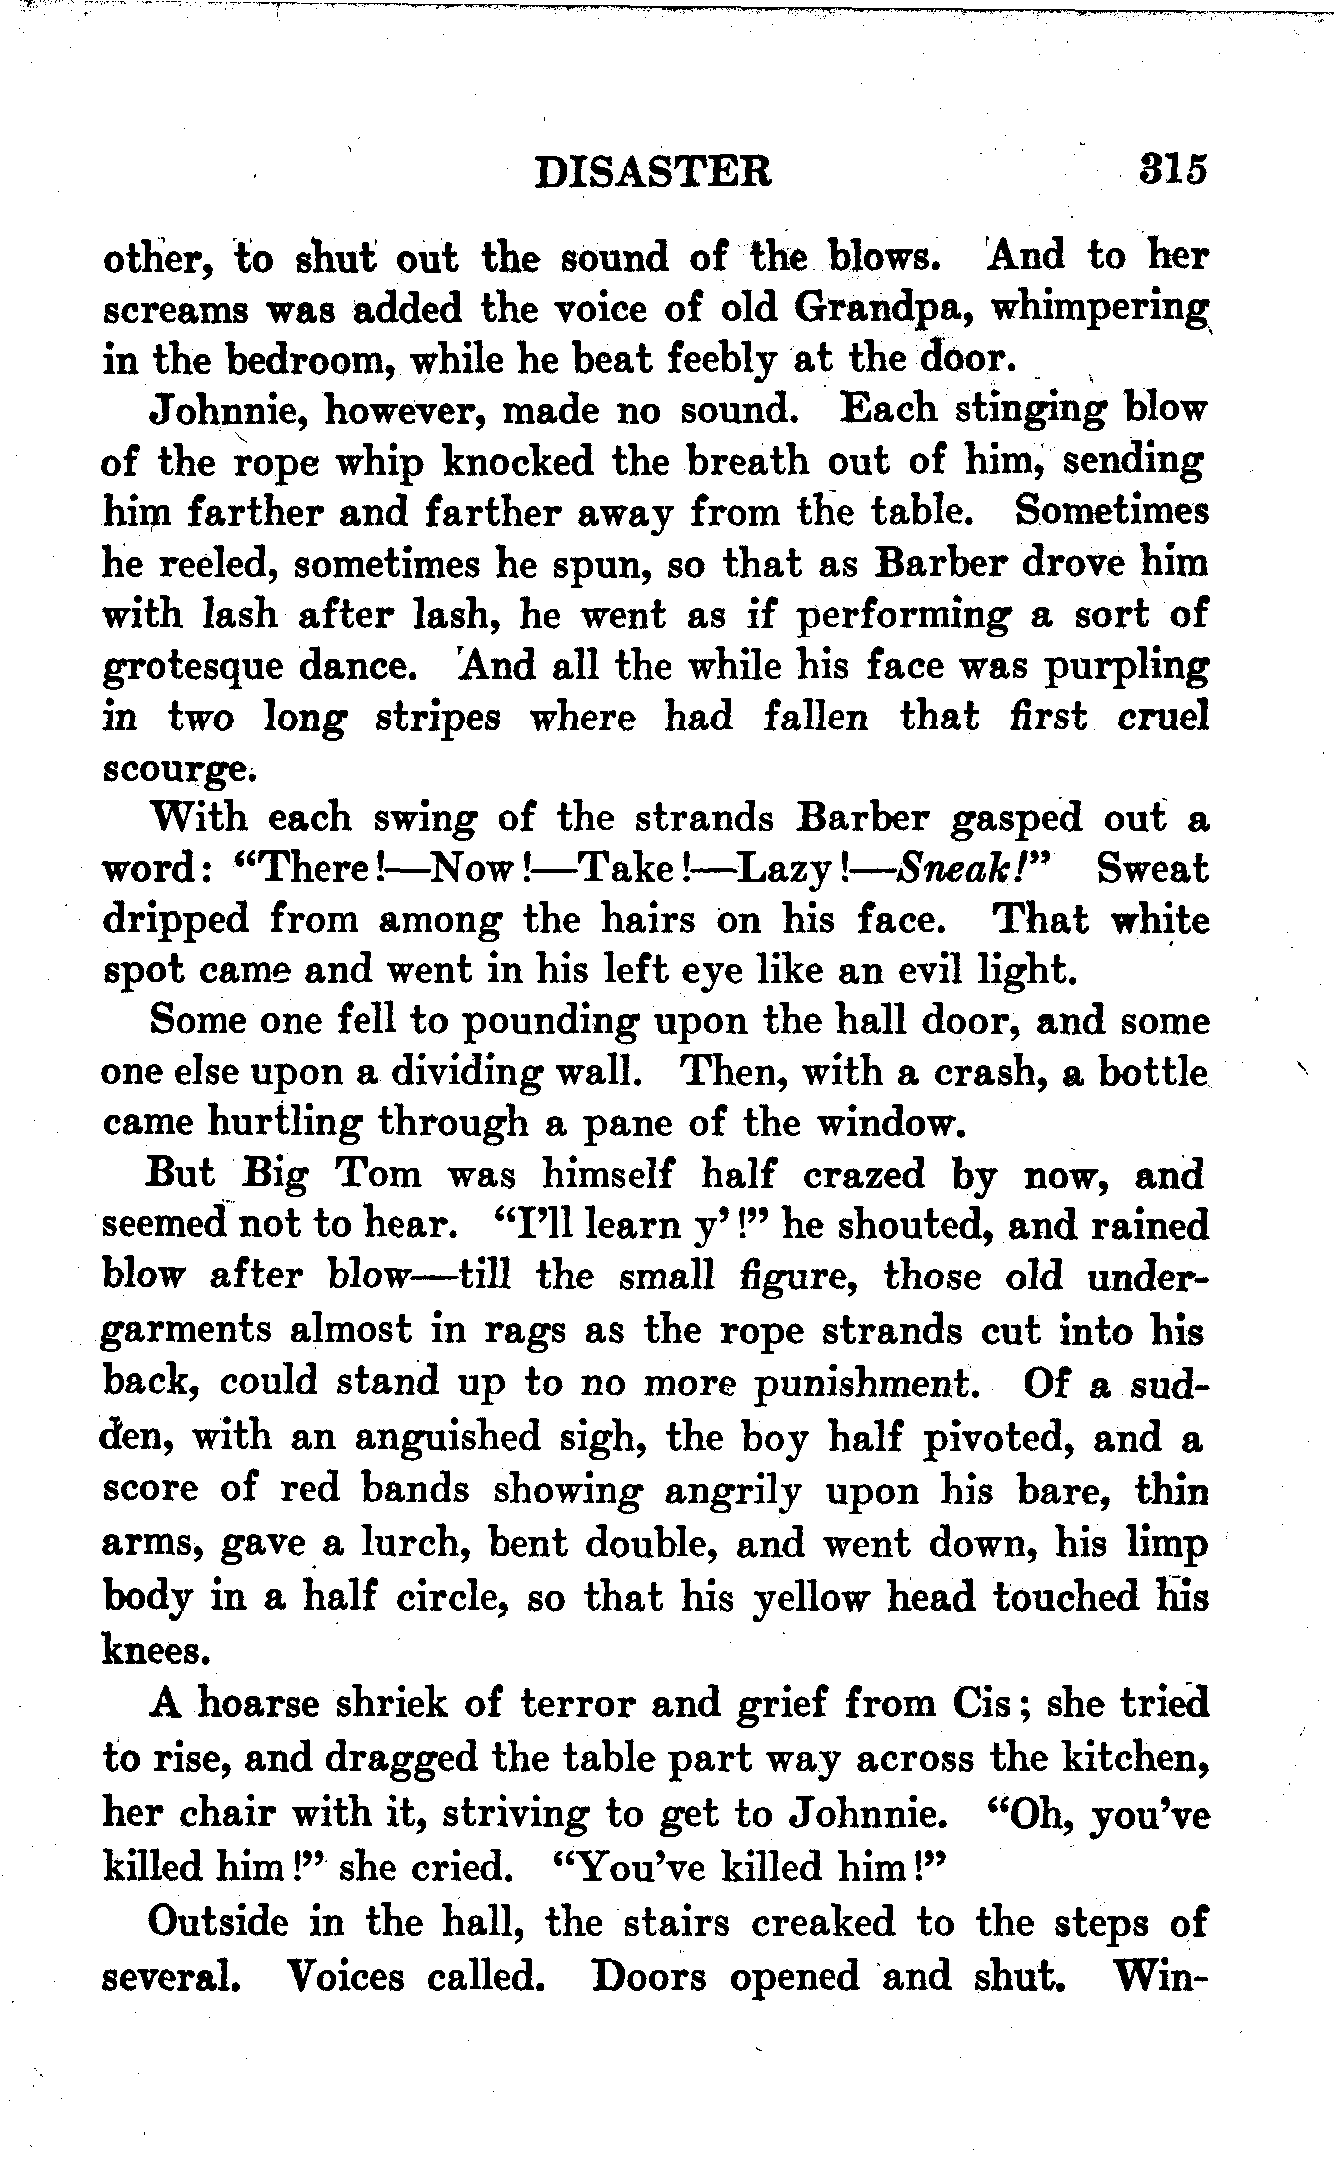 DISASTER 315
other, to shut out the sound of the blows. And to her
screams was added the voice of old Grandpa, whimpering
in the bedroom, while he beat feebly at the door.
Johnnie, however, made no sound. Each stinging blow
of the rope whip knocked the breath out of him, sending
him farther and farther away from the table. Sometimes
he reeled, sometimes he spun, so that as Barber drove him
with lash after lash, he went as if performing a sort of
grotesque dance. And all the while his face was purpling
in two long stripes where had fallen that first cruel
scourge.
With each swing of the strands Barber gasped out a
word: “There!—Now!—Take!—Lazy!—Sneak!” Sweat
dripped from among the hairs on his face. That white
spot came and went in his left eye like an evil light.
Some one fell to pounding upon the hall door, and some
one else upon a dividing wall. Then, with a crash, a bottle
came hurtling through a pane of the window.
But Big Tom was himself half crazed by now, and
seemed not to hear. “I’ll learn y’!” he shouted, and rained
blow after blow—till the small figure, those old under-
garments almost in rags as the rope strands cut into his
back, could stand up to no more punishment. Of a sud-
den, with an anguished sigh, the boy half pivoted, and a
score of red bands showing angrily upon his bare, thin
arms, gave a lurch, bent double, and went down, his limp
body in a half circle, so that his yellow head touched his
knees.
A hoarse shriek of terror and grief from Cis; she tried
to rise, and dragged the table part way across the kitchen,
her chair with it, striving to get to Johnnie. “Oh, you’ve
killed him!” she cried. “You’ve killed him!”
Outside in the hall, the stairs creaked to the steps of
several. Voices called. Doors opened and shut. Win-